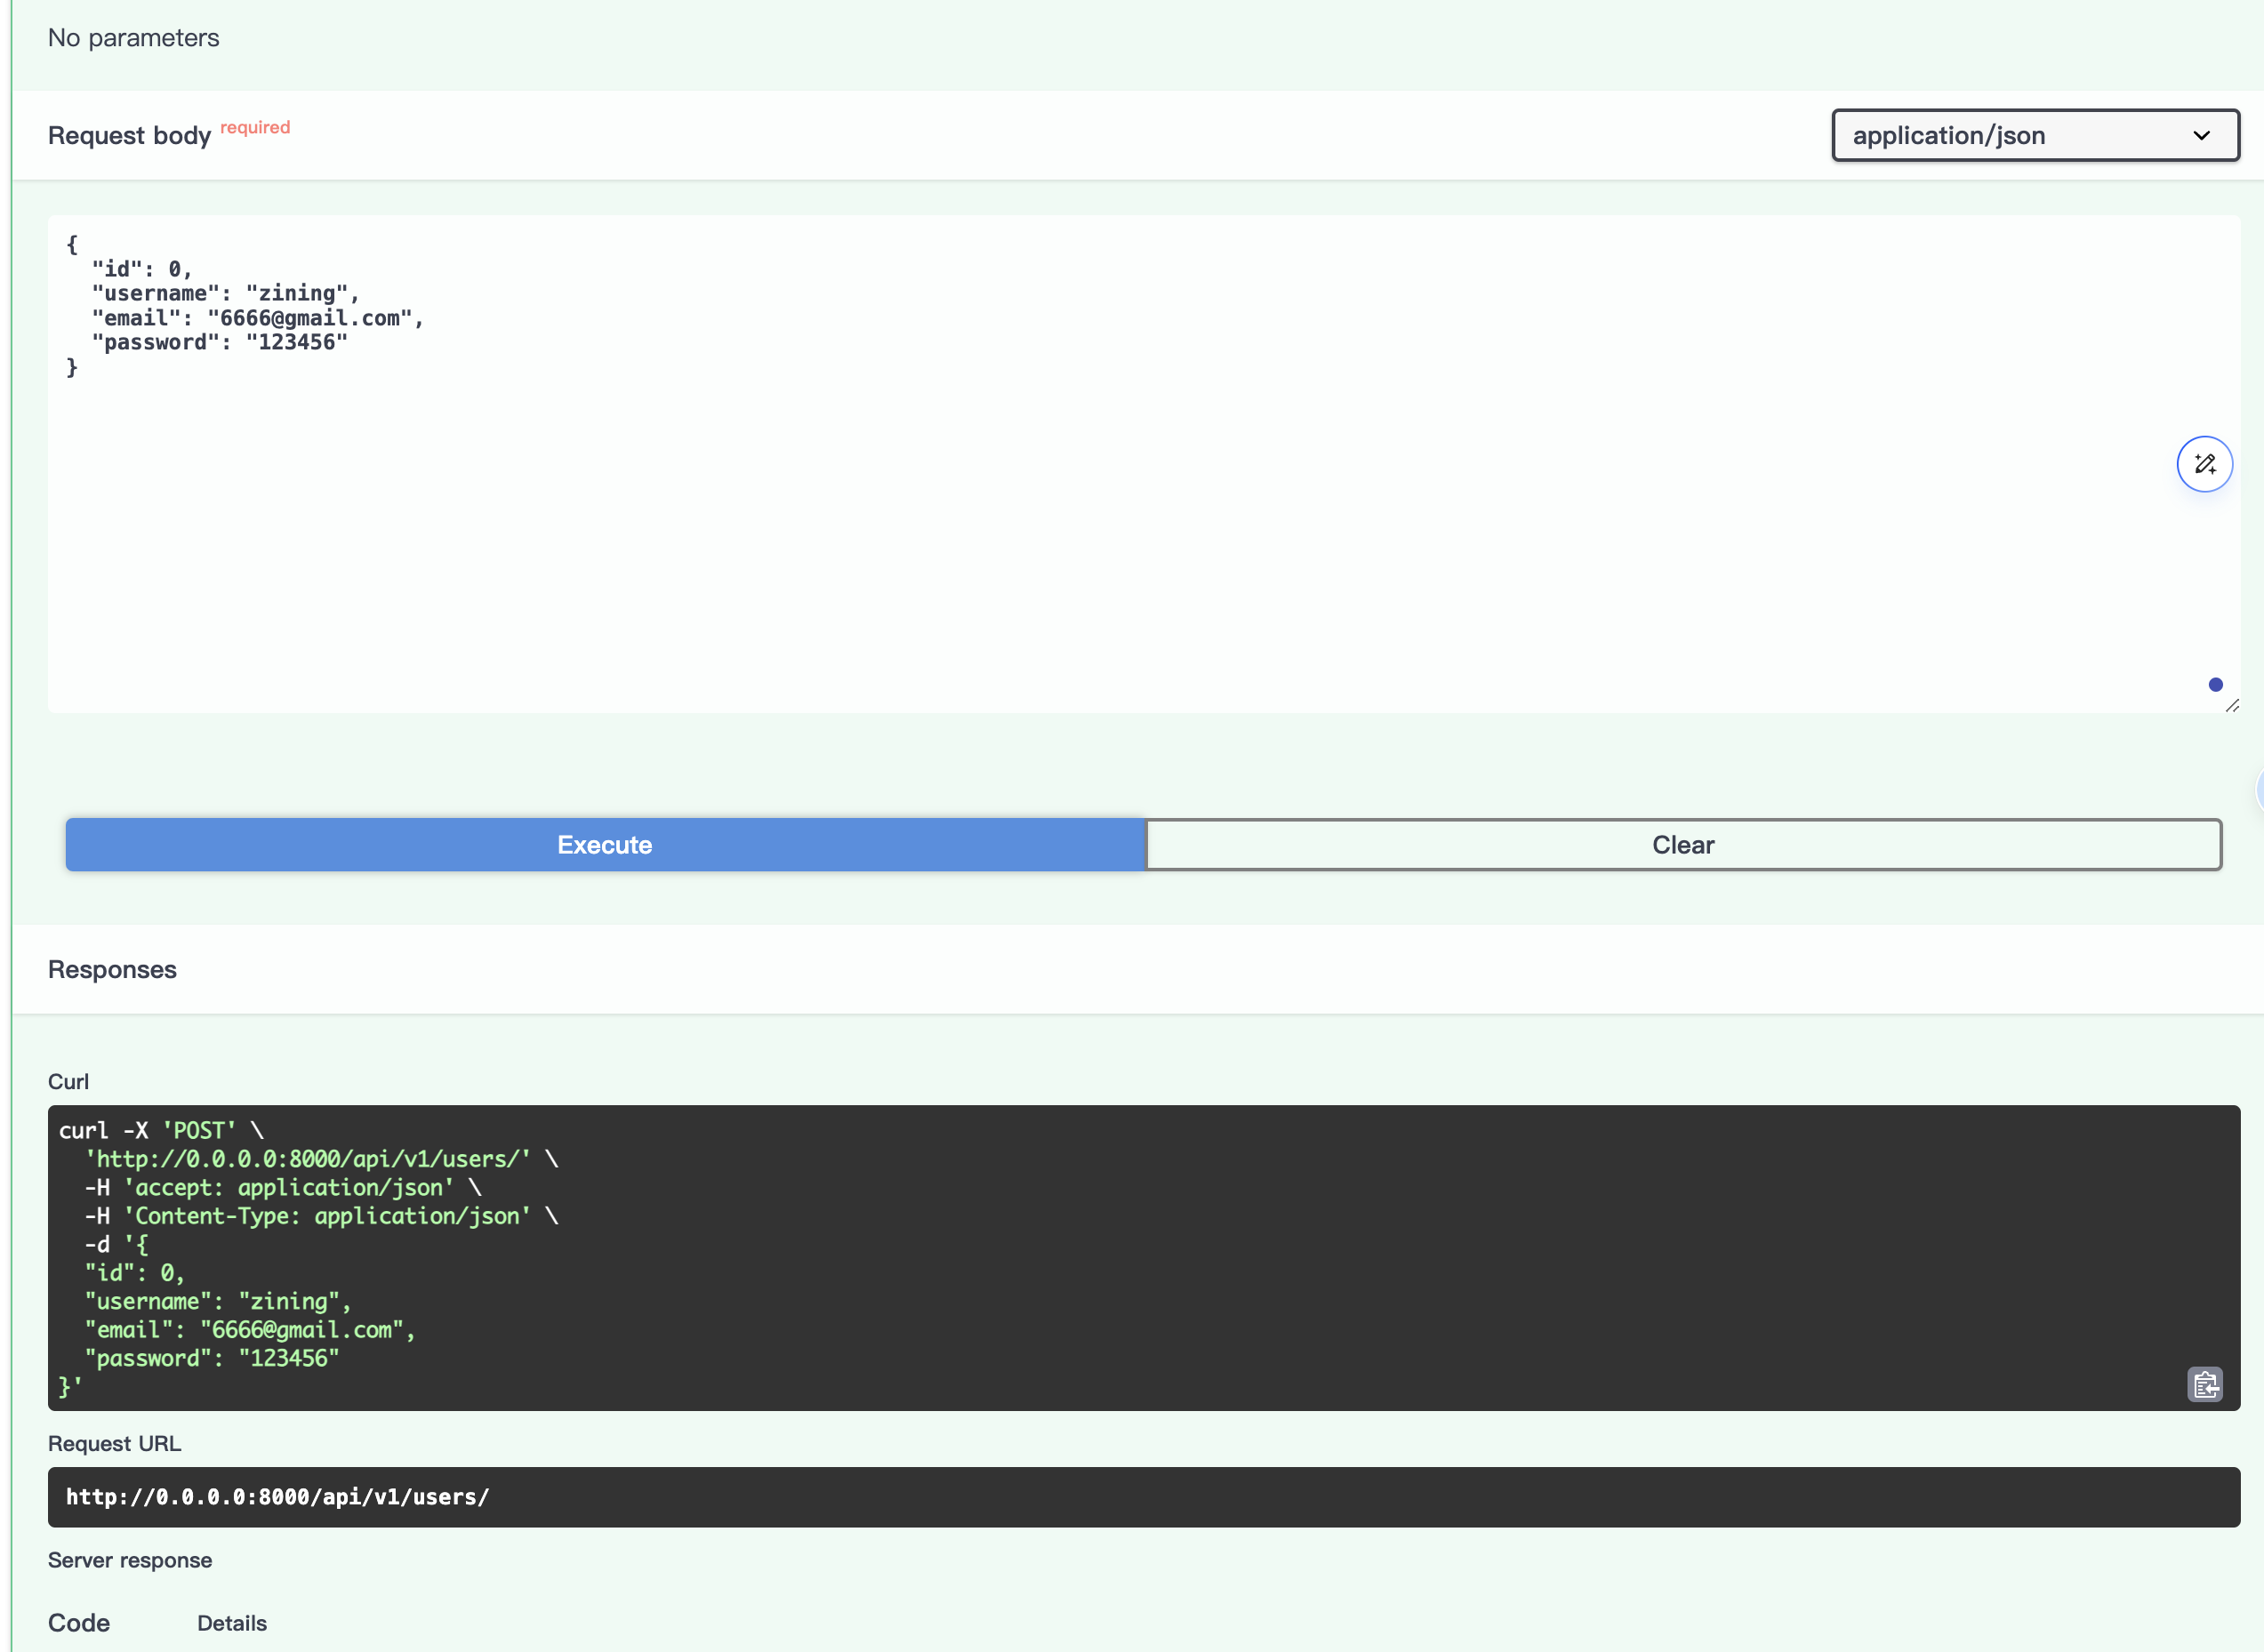 No parameters
Request body required
application/json
{
  "id": 0,
  "username": "zining",
  "email": "6666@gmail.com",
  "password": "123456"
}
Execute
Clear
Responses
Curl
curl -X 'POST' \
  'http://0.0.0.0:8000/api/v1/users/' \
  -H 'accept: application/json' \
  -H 'Content-Type: application/json' \
  -d '{
  "id": 0,
  "username": "zining",
  "email": "6666@gmail.com",
  "password": "123456"
}'
Request URL
http://0.0.0.0:8000/api/v1/users/
Server response
Code Details